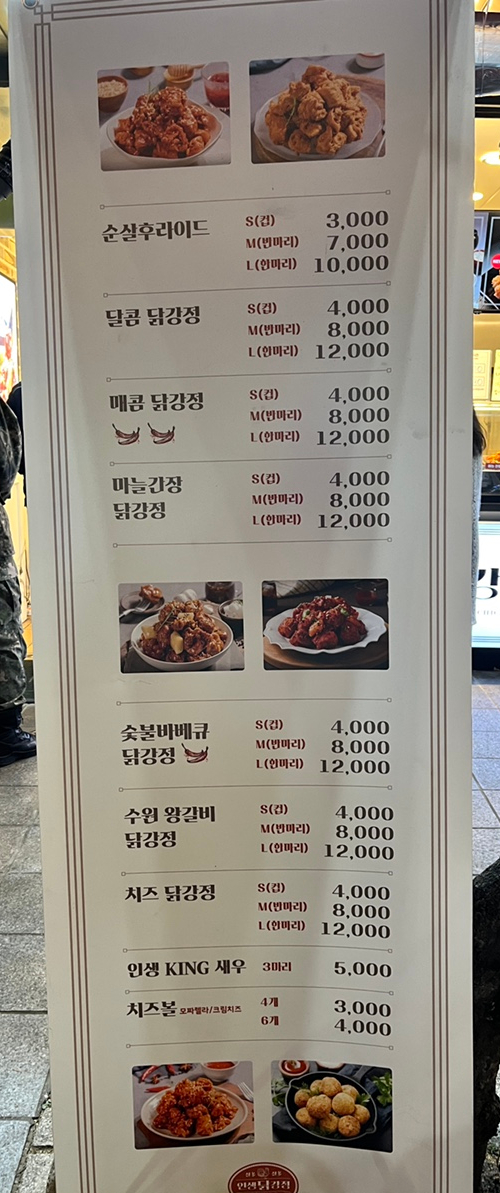 순살후라이드 S(컵) 3,000
M(반마리) 7,000
L(한마리) 10,000
달콤 닭강정 S(컵) 4,000
M(반마리) 8,000
L(한마리) 12,000
매콤 닭강정 S(컵) 4,000
M(반마리) 8,000
L(한마리) 12,000
마늘간장 S(컵) 4,000
닭강정 M(반마리) 8,000
L(한마리) 12,000
숯불바베큐 S(컵) 4,000
닭강정 M(반마리) 8,000
L(한마리) 12,000
수원 왕갈비 S(컵) 4,000
닭강정 M(반마리) 8,000
L(한마리) 12,000
치즈 닭강정 S(컵) 4,000
M(반마리) 8,000
L(한마리) 12,000
인생 KING 새우 3마리 5,000
치즈볼 모짜렐라/크림치즈 4개 3,000
6개 4,000
인생닭강정
강